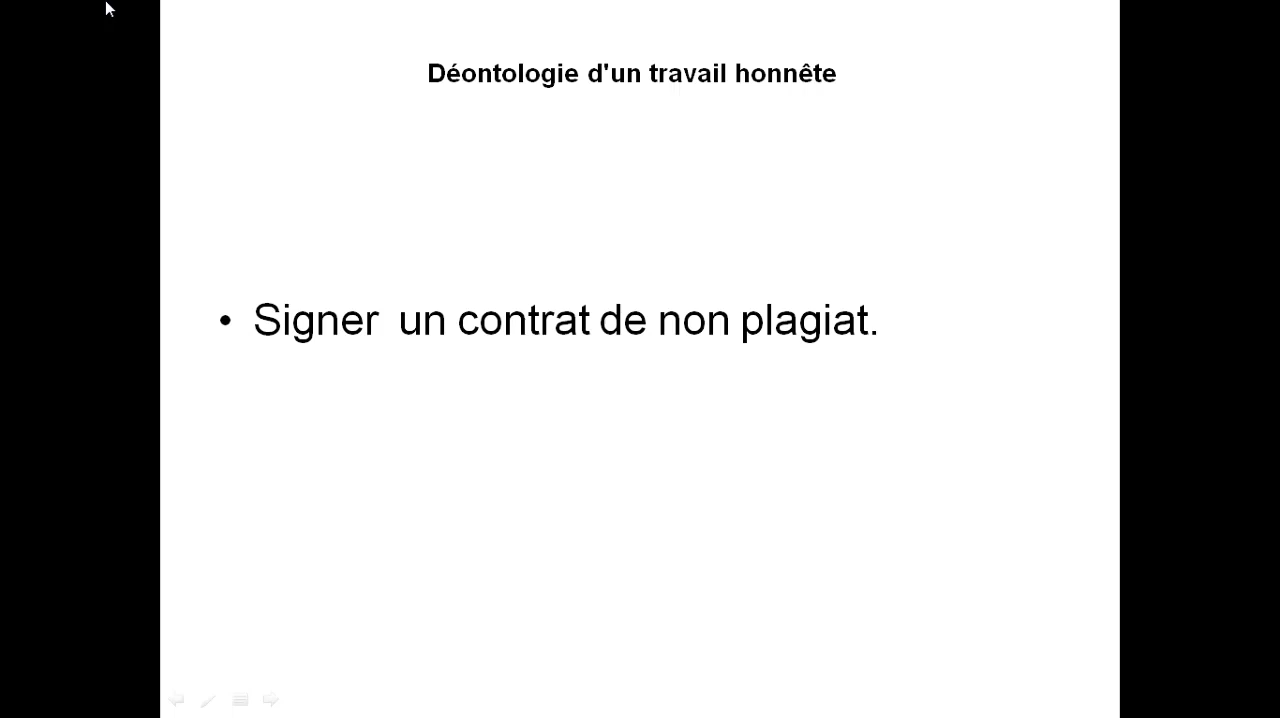 Déontologie d'un travail honnête
• Signer un contrat de non plagiat.